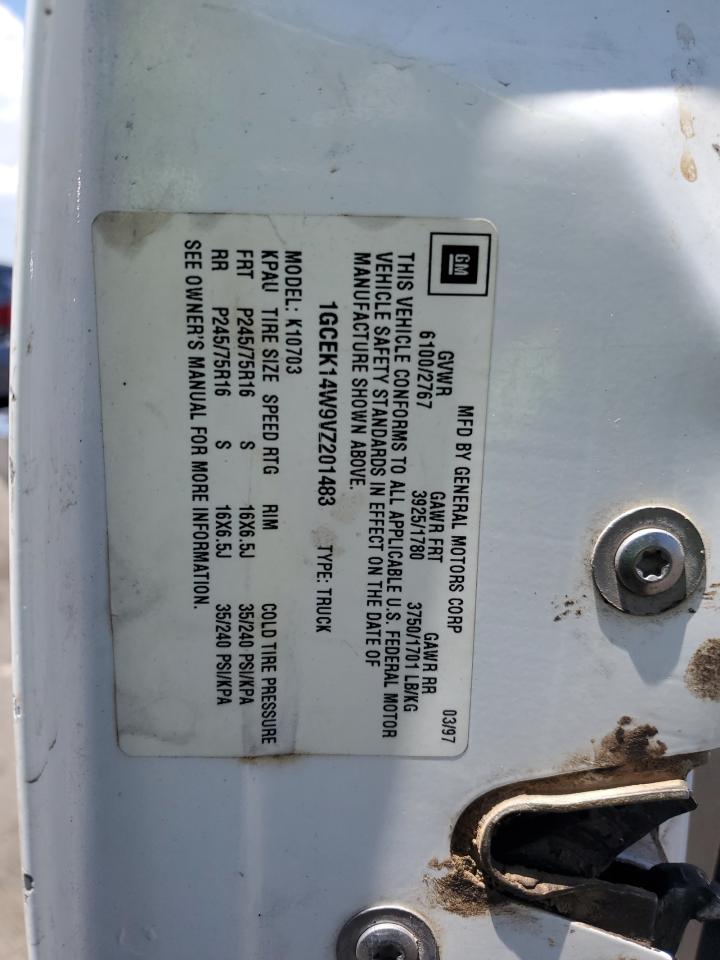 GM
MFD BY GENERAL MOTORS CORP 03/97
GVWR GAWR FRT GAWR RR
6100/2767 3925/1780 3750/1701 LB/KG
THIS VEHICLE CONFORMS TO ALL APPLICABLE U.S. FEDERAL MOTOR
VEHICLE SAFETY STANDARDS IN EFFECT ON THE DATE OF
MANUFACTURE SHOWN ABOVE.
1GCEK14W9VZ201483 TYPE: TRUCK
MODEL: K10703
KPAU TIRE SIZE SPEED RTG RIM COLD TIRE PRESSURE
FRT P245/75R16 S 16X6.5J 35/240 PSI/KPA
RR P245/75R16 S 16X6.5J 35/240 PSI/KPA
SEE OWNER'S MANUAL FOR MORE INFORMATION.